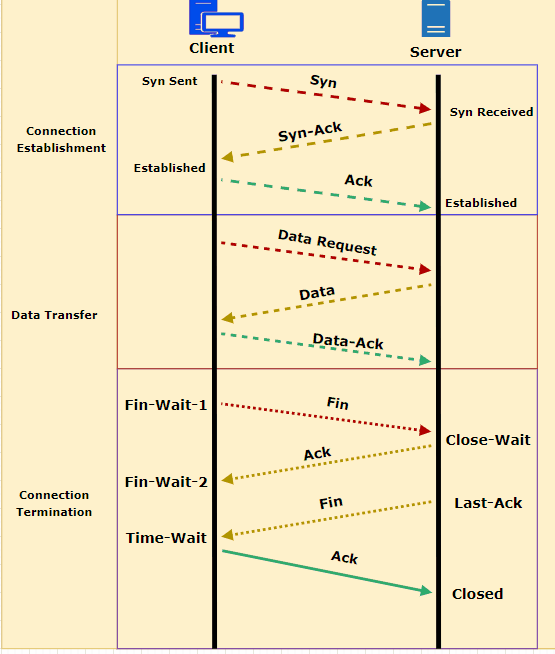 Client
Server
Syn Sent
Syn
Syn Received
Connection
Establishment
Syn-Ack
Established
Ack
Established
Data Request
Data Transfer
Data
Data-Ack
Fin-Wait-1
Fin
Close-Wait
Ack
Fin-Wait-2
Connection
Termination
Fin
Last-Ack
Time-Wait
Ack
Closed